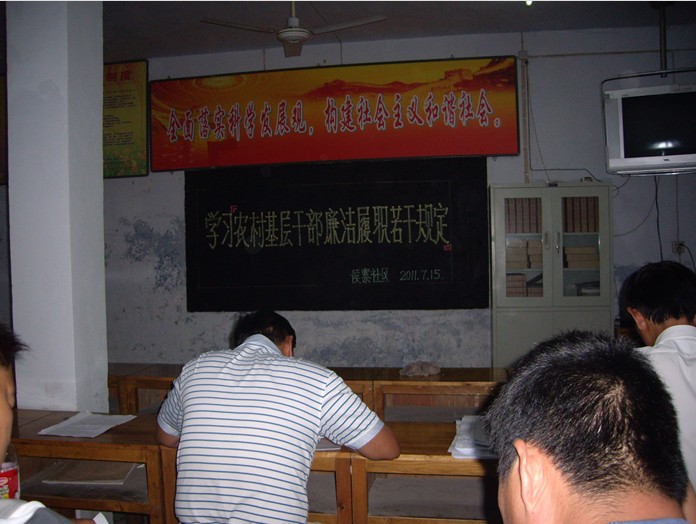 全面落实科学发展现，构建社会主义和谐社会。
学习农村基层干部廉洁履职若干规定
侯寨社区 2011.7.15